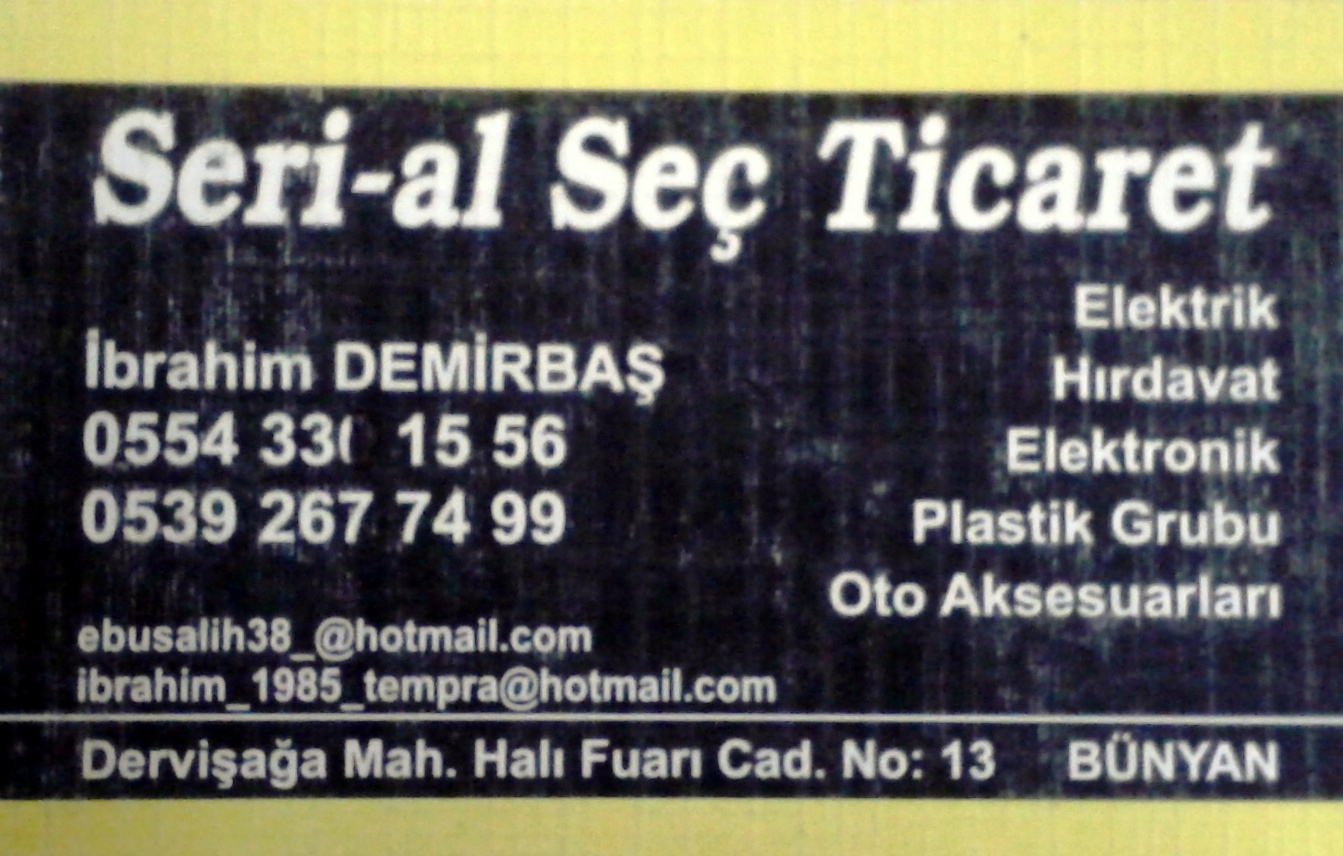 Seri-al Seç Ticaret
İbrahim DEMİRBAŞ
0554 15 56
0539 267 74 99
ebusalih38_@hotmail.com
ibrahim_1985_tempra@hotmail.com
Elektrik
Hırdavat
Elektronik
Plastik Grubu
Oto Aksesuarları
Dervişağa Mah. Halı Fuarı Cad. No: 13 BÜNYAN